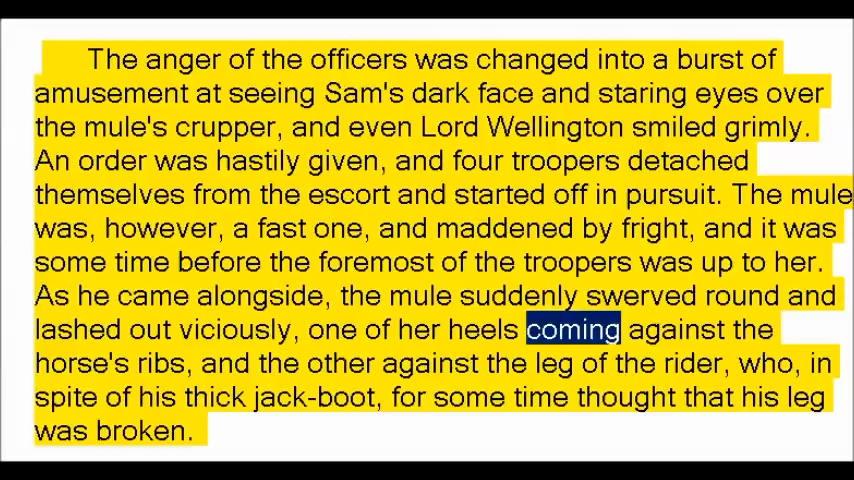 The anger of the officers was changed into a burst of
amusement at seeing Sam's dark face and staring eyes over
the mule's crupper, and even Lord Wellington smiled grimly.
An order was hastily given, and four troopers detached
themselves from the escort and started off in pursuit. The mule
was, however, a fast one, and maddened by fright, and it was
some time before the foremost of the troopers was up to her.
As he came alongside, the mule suddenly swerved round and
lashed out viciously, one of her heels coming against the
horse's ribs, and the other against the leg of the rider, who, in
spite of his thick jack-boot, for some time thought that his leg
was broken.